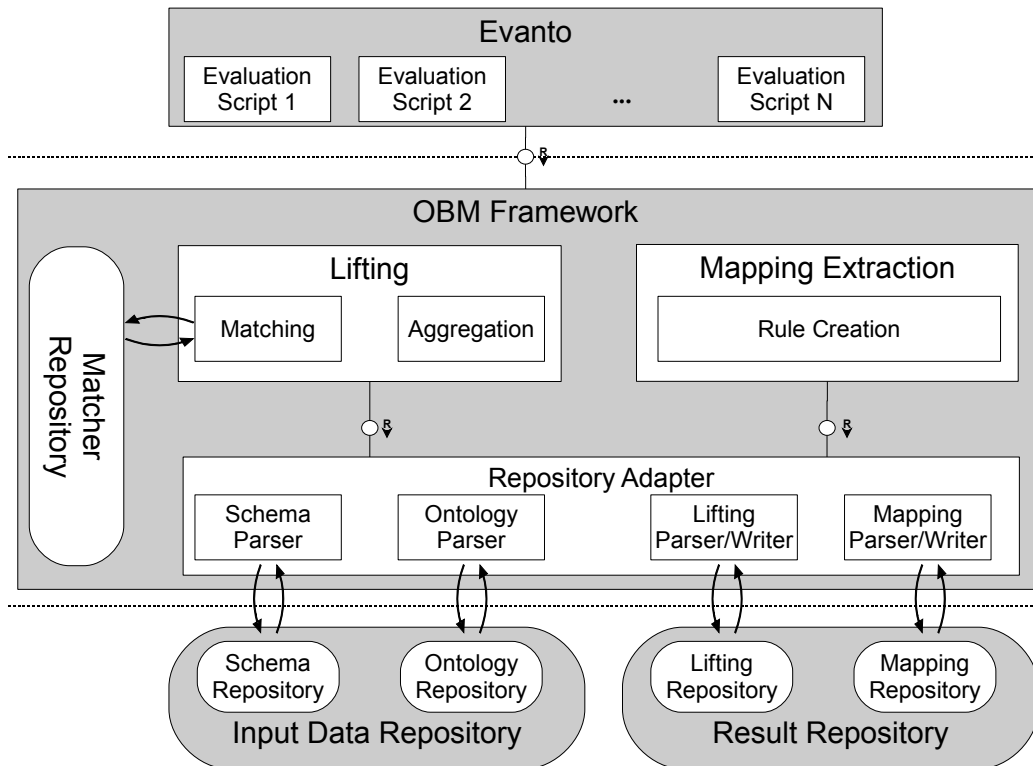 Evanto
Evaluation
Script 1
Evaluation
Script 2
...
Evaluation
Script N
R
OBM Framework
Matcher
Repository
Lifting
Matching
Aggregation
Mapping Extraction
Rule Creation
R
R
Repository Adapter
Schema
Parser
Ontology
Parser
Lifting
Parser/Writer
Mapping
Parser/Writer
Schema
Repository
Ontology
Repository
Input Data Repository
Lifting
Repository
Mapping
Repository
Result Repository